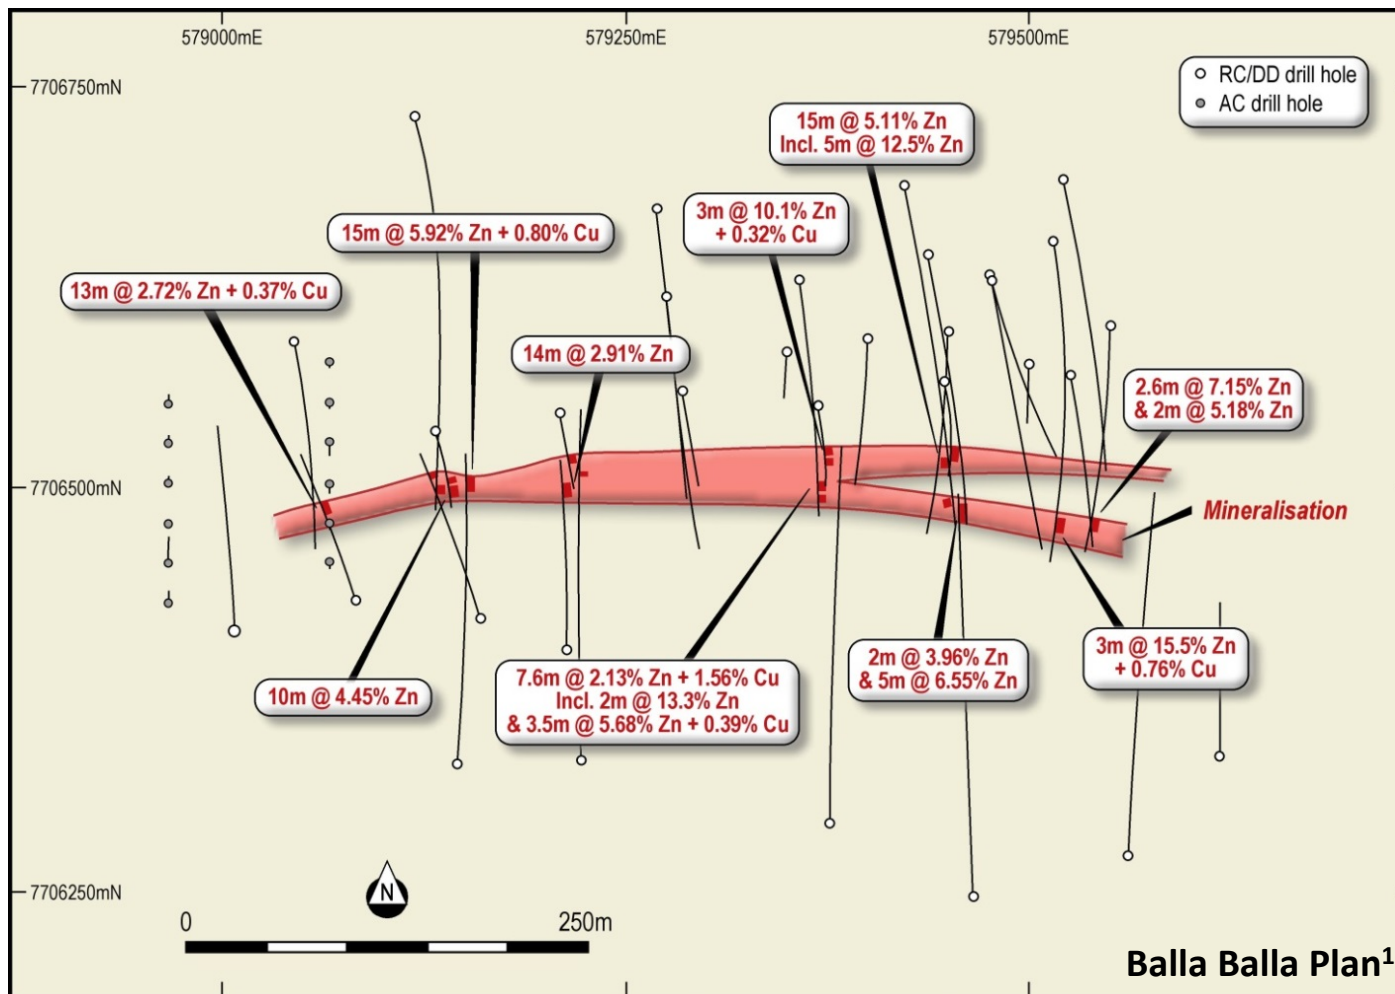 579000mE
579250mE
579500mE
7706750mN
RC/DD drill hole
AC drill hole
15m @ 5.11% Zn
Incl. 5m @ 12.5% Zn
3m @ 10.1% Zn
+ 0.32% Cu
15m @ 5.92% Zn + 0.80% Cu
13m @ 2.72% Zn + 0.37% Cu
14m @ 2.91% Zn
2.6m @ 7.15% Zn
& 2m @ 5.18% Zn
7706500mN
Mineralisation
10m @ 4.45% Zn
7.6m @ 2.13% Zn + 1.56% Cu
Incl. 2m @ 13.3% Zn
& 3.5m @ 5.68% Zn + 0.39% Cu
2m @ 3.96% Zn
& 5m @ 6.55% Zn
3m @ 15.5% Zn
+ 0.76% Cu
7706250mN
N
0
250m
Balla Balla Plan¹